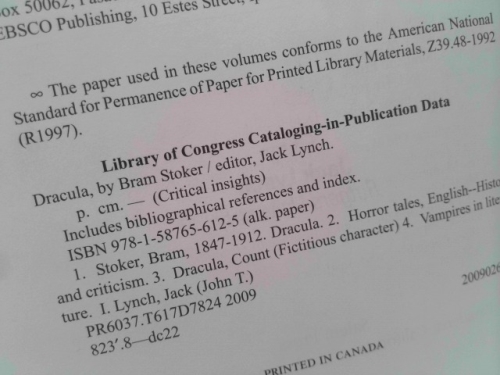 ox 50062,
EBSCO Publishing, 10 Estes Street,
∞ The paper used in these volumes conforms to the American National
Standard for Permanence of Paper for Printed Library Materials, Z39.48-1992
(R1997).
Library of Congress Cataloging-in-Publication Data
Dracula, by Bram Stoker / editor, Jack Lynch.
p. cm. — (Critical insights)
Includes bibliographical references and index.
ISBN 978-1-58765-612-5 (alk. paper)
1. Stoker, Bram, 1847-1912. Dracula. 2. Horror tales, English--Histo
and criticism. 3. Dracula, Count (Fictitious character) 4. Vampires in lite
ture. I. Lynch, Jack (John T.)
PR6037.T617D7824 2009
823′.8—dc22
2009026
PRINTED IN CANADA